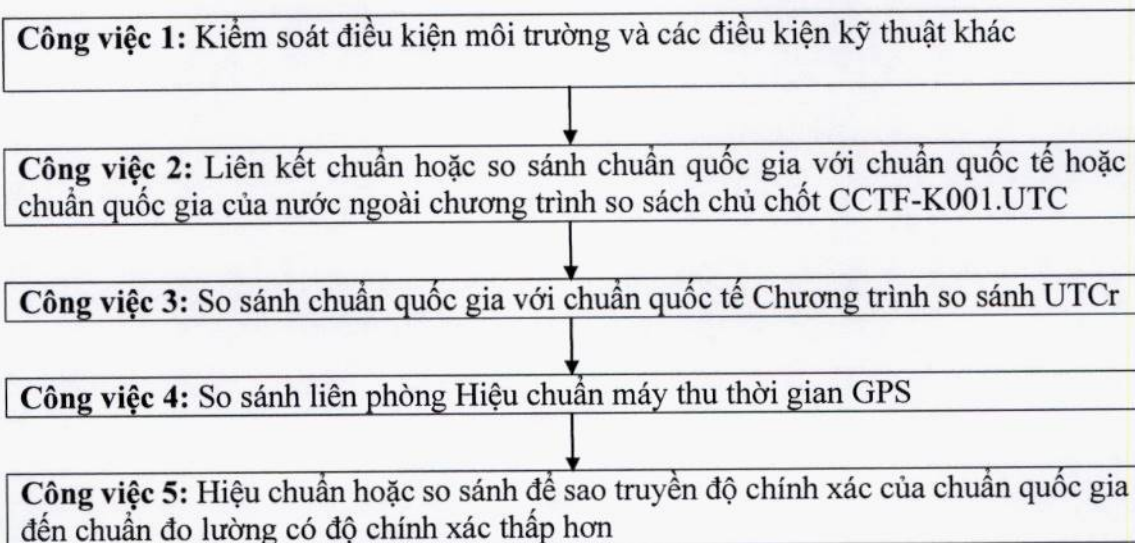 Công việc 1: Kiểm soát điều kiện môi trường và các điều kiện kỹ thuật khác
Công việc 2: Liên kết chuẩn hoặc so sánh chuẩn quốc gia với chuẩn quốc tế hoặc
chuẩn quốc gia của nước ngoài chương trình so sách chủ chốt CCTF-K001.UTC
Công việc 3: So sánh chuẩn quốc gia với chuẩn quốc tế Chương trình so sánh UTCr
Công việc 4: So sánh liên phòng Hiệu chuẩn máy thu thời gian GPS
Công việc 5: Hiệu chuẩn hoặc so sánh để sao truyền độ chính xác của chuẩn quốc gia
đến chuẩn đo lường có độ chính xác thấp hơn